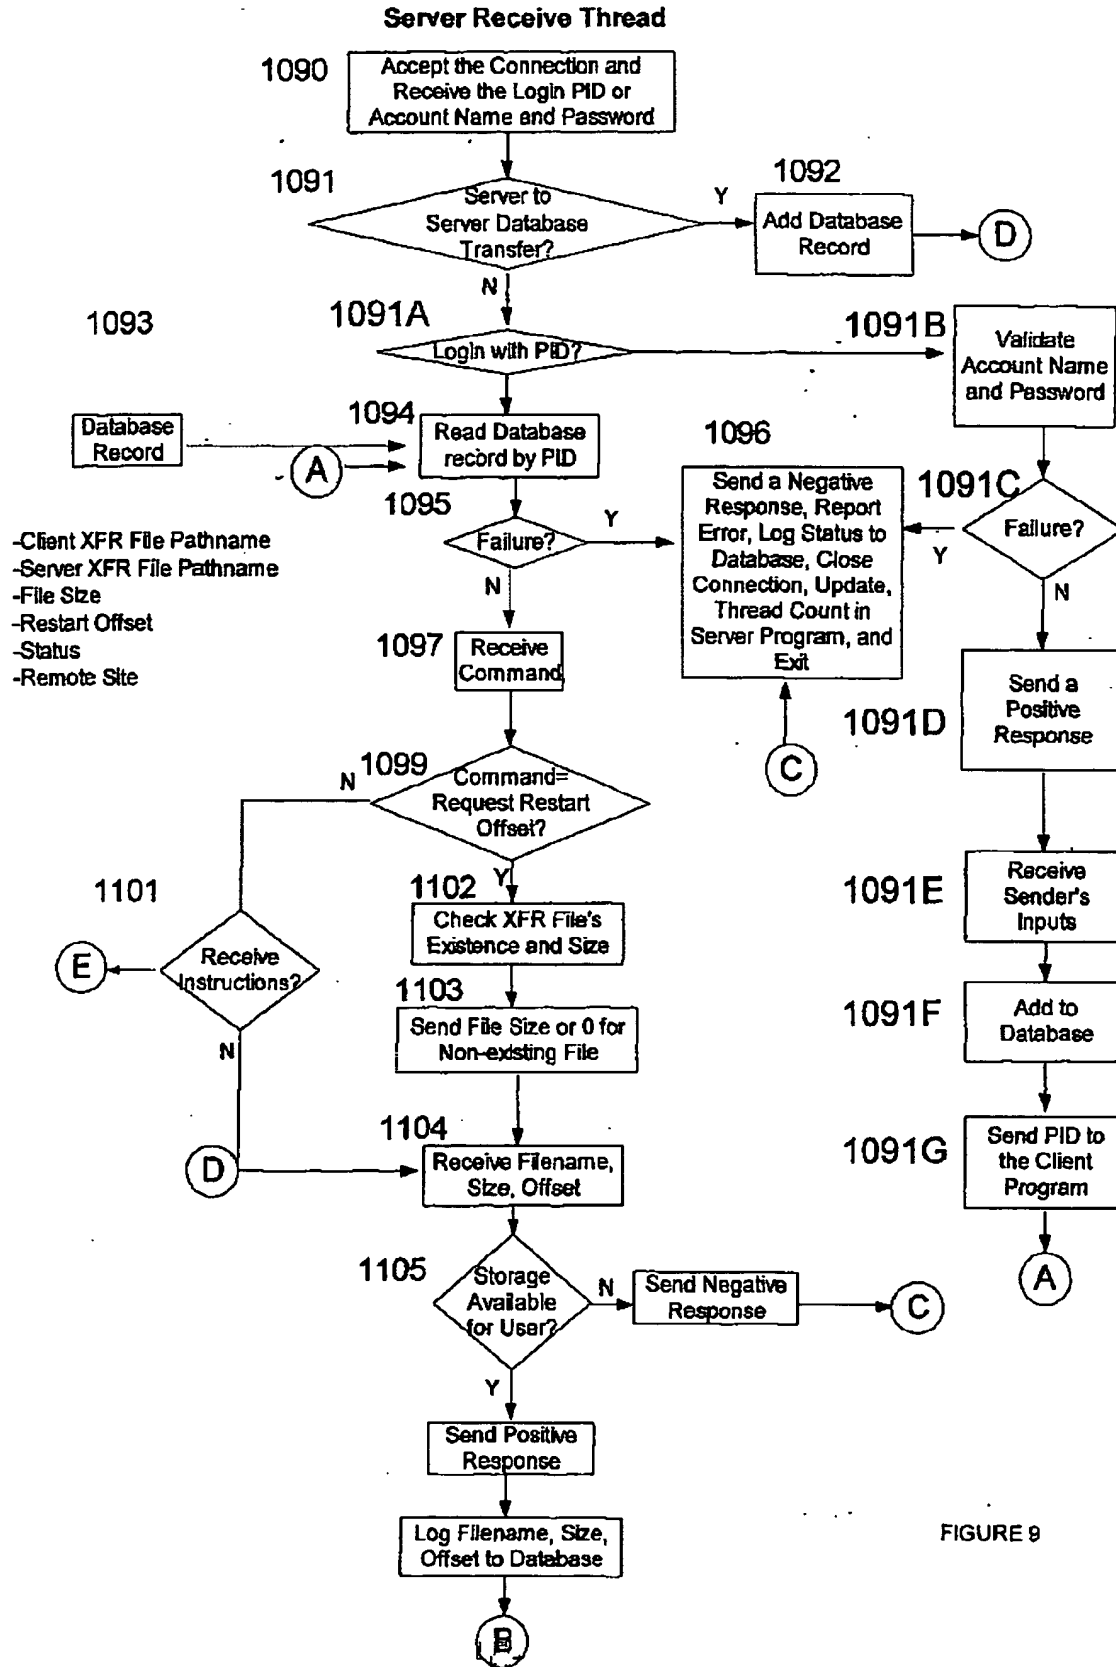 Server Receive Thread
1090
Accept the Connection and
Receive the Login PID or
Account Name and Password
1091
Server to
Server Database
Transfer?
Y
1092
Add Database
Record
D
N
1093
1091A
Login with PID?
1091B
Validate
Account Name
and Password
Database
Record
A
1094
Read Database
record by PID
1095
Failure?
Y
N
1096
Send a Negative
Response, Report
Error, Log Status to
Database, Close
Connection, Update,
Thread Count in
Server Program, and
Exit
C
1091C
Failure?
Y
N
-Client XFR File Pathname
-Server XFR File Pathname
-File Size
-Restart Offset
-Status
-Remote Site
1097
Receive
Command,
1091D
Send a
Positive
Response
1099
Command=
Request Restart
Offset?
N
Y
1101
Receive
Instructions?
E
N
1102
Check XFR File's
Existence and Size
1103
Send File Size or 0 for
Non-existing File
1091E
Receive
Sender's
Inputs
1091F
Add to
Database
1091G
Send PID to
the Client
Program
A
D
1104
Receive Filename,
Size, Offset
1105
Storage
Available
for User?
N
Send Negative
Response
C
Y
Send Positive
Response
Log Filename, Size,
Offset to Database
B
FIGURE 9